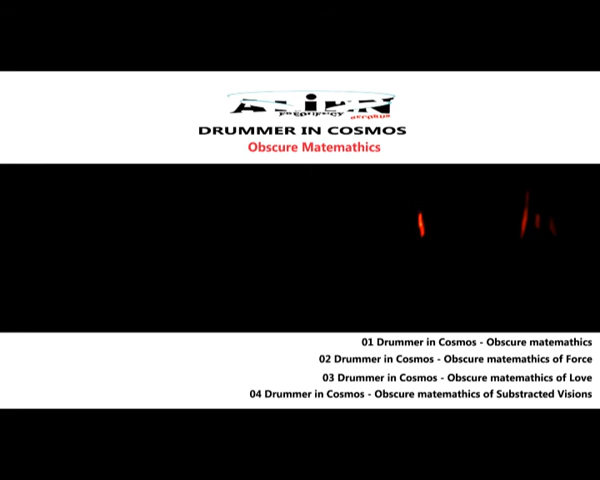 ALiEN
DRUMMER IN COSMOS
Obscure Matemathics
01 Drummer in Cosmos - Obscure matemathics
02 Drummer in Cosmos - Obscure matemathics of Force
03 Drummer in Cosmos - Obscure matemathics of Love
04 Drummer in Cosmos - Obscure matemathics of Substracted Visions